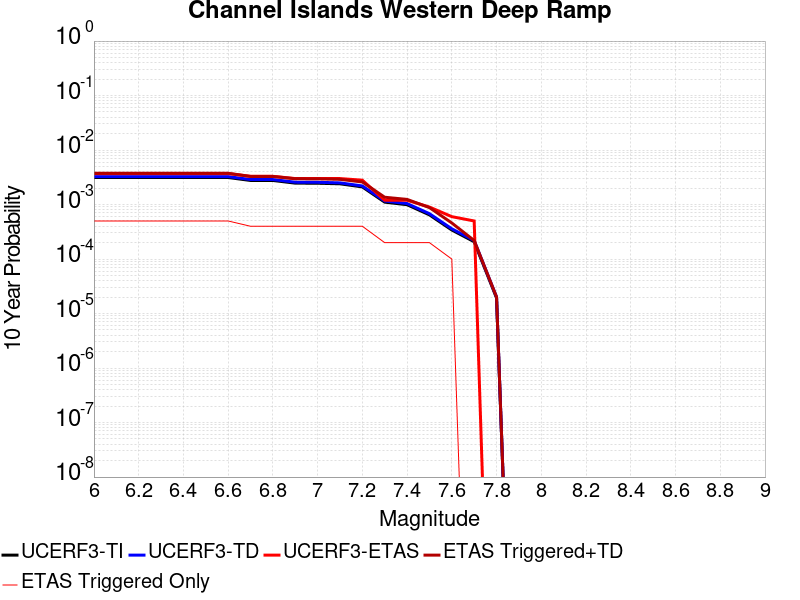 Channel Islands Western Deep Ramp
10^0
10^-1
10^-2
10^-3
10^-4
10^-5
10^-6
10^-7
10^-8
10 Year Probability
6 6.2 6.4 6.6 6.8 7 7.2 7.4 7.6 7.8 8 8.2 8.4 8.6 8.8 9
Magnitude
UCERF3-TI UCERF3-TD UCERF3-ETAS ETAS Triggered+TD
ETAS Triggered Only